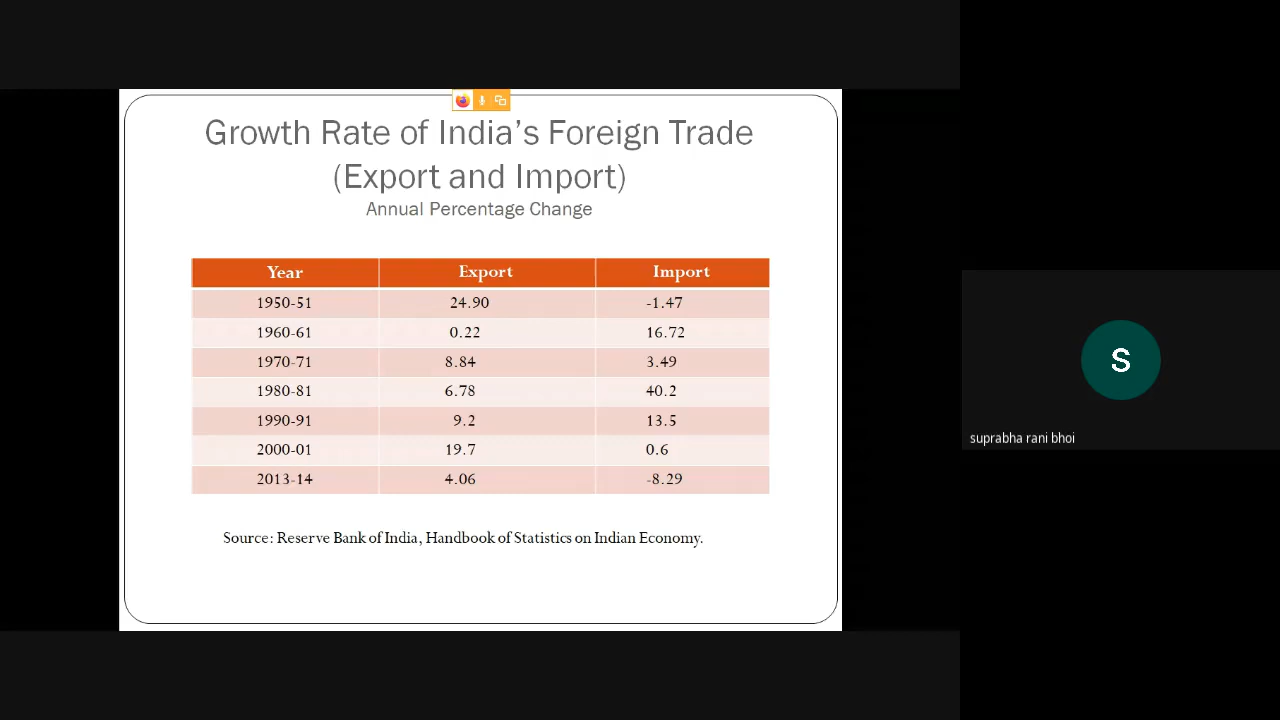 Growth Rate of India’s Foreign Trade
(Export and Import)
Annual Percentage Change
Year Export Import
1950-51 24.90 -1.47
1960-61 0.22 16.72
1970-71 8.84 3.49
1980-81 6.78 40.2
1990-91 9.2 13.5
2000-01 19.7 0.6
2013-14 4.06 -8.29
Source: Reserve Bank of India, Handbook of Statistics on Indian Economy.
S
suprabha rani bhoi